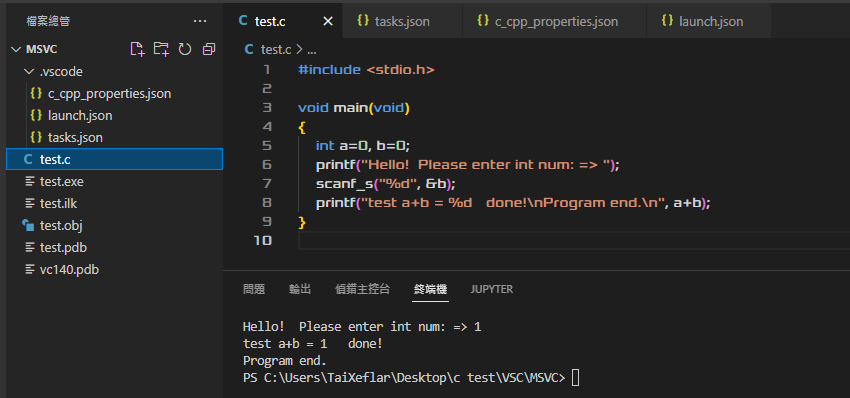 檔案總管 ...
MSVC
.vscode
{} c_cpp_properties.json
{} launch.json
{} tasks.json
C test.c
test.exe
test.ilk
test.obj
test.pdb
vc140.pdb
C test.c ×
{} tasks.json
{} c_cpp_properties.json
{} launch.json
C test.c > ...
1 #include <stdio.h>
2
3 void main(void)
4 {
5 int a=0, b=0;
6 printf("Hello!  Please enter int num: => ");
7 scanf_s("%d", &b);
8 printf("test a+b = %d   done!\nProgram end.\n", a+b);
9 }
10
問題 輸出 偵錯主控台 終端機 JUPYTER
Hello!  Please enter int num: => 1
test a+b = 1   done!
Program end.
PS C:\Users\TaiXeflar\Desktop\c test\VSC\MSVC>